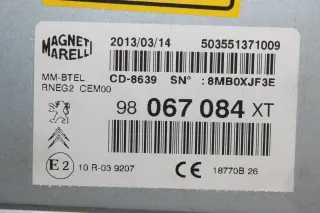 MAGNETI MARELLI
2013/03/14 503551371009
MM-BTEL CD-8639 SN° :8MB0XJF3E
RNEG2 CEM00
98 067 084 XT
E2 10 R-03 9207 CE 18770B 26